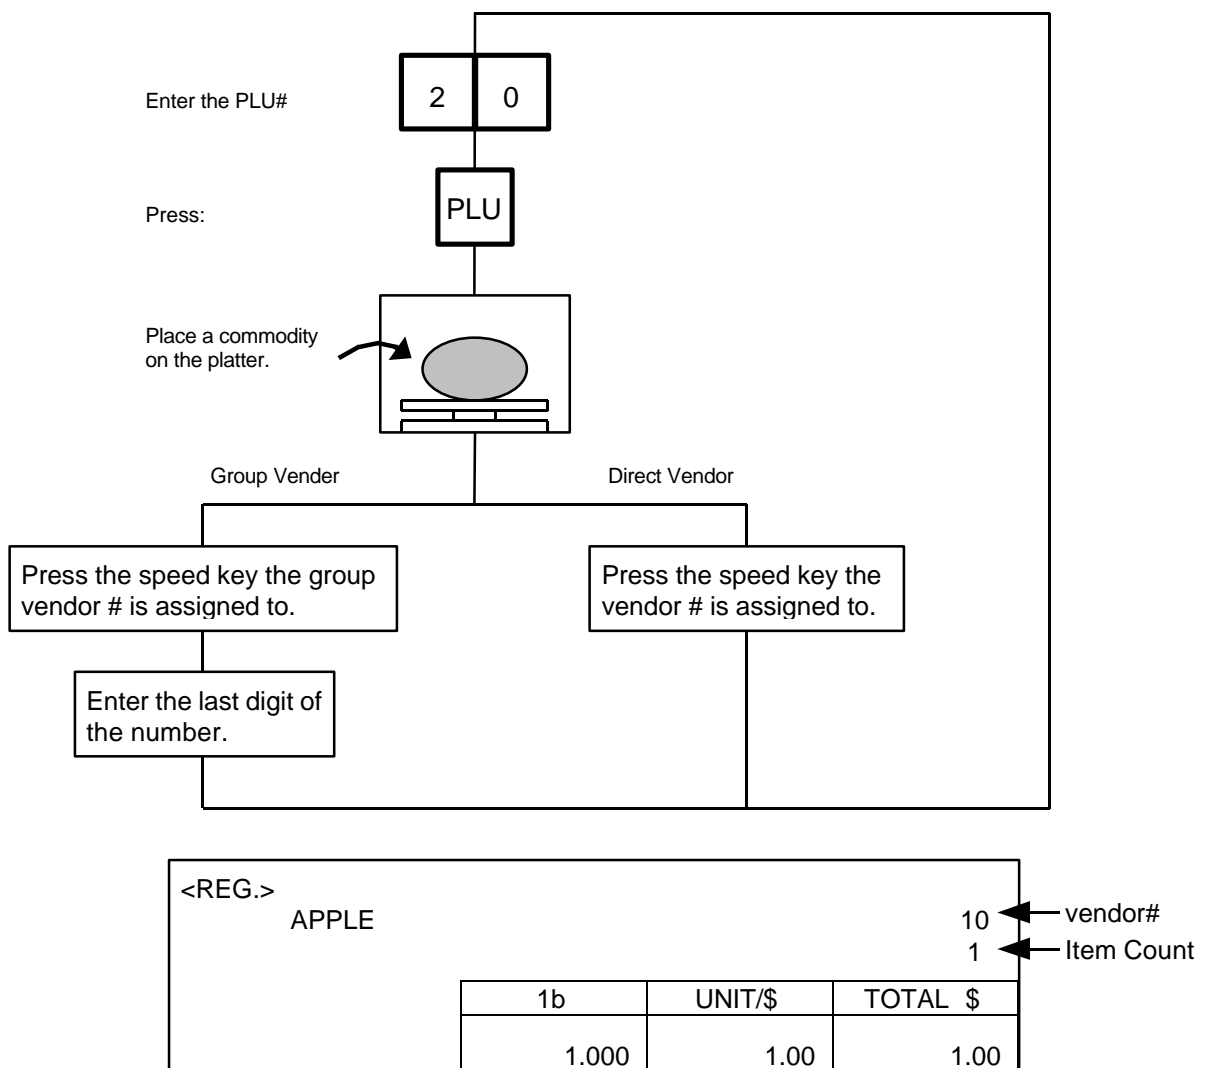 Enter the PLU#
2 0
Press:
PLU
Place a commodity
on the platter.
Group Vender
Direct Vendor
Press the speed key the group
vendor # is assigned to.
Press the speed key the
vendor # is assigned to.
Enter the last digit of
the number.
<REG.>
APPLE
10 vendor#
1 Item Count
1b UNIT/$ TOTAL $
1.000 1.00 1.00